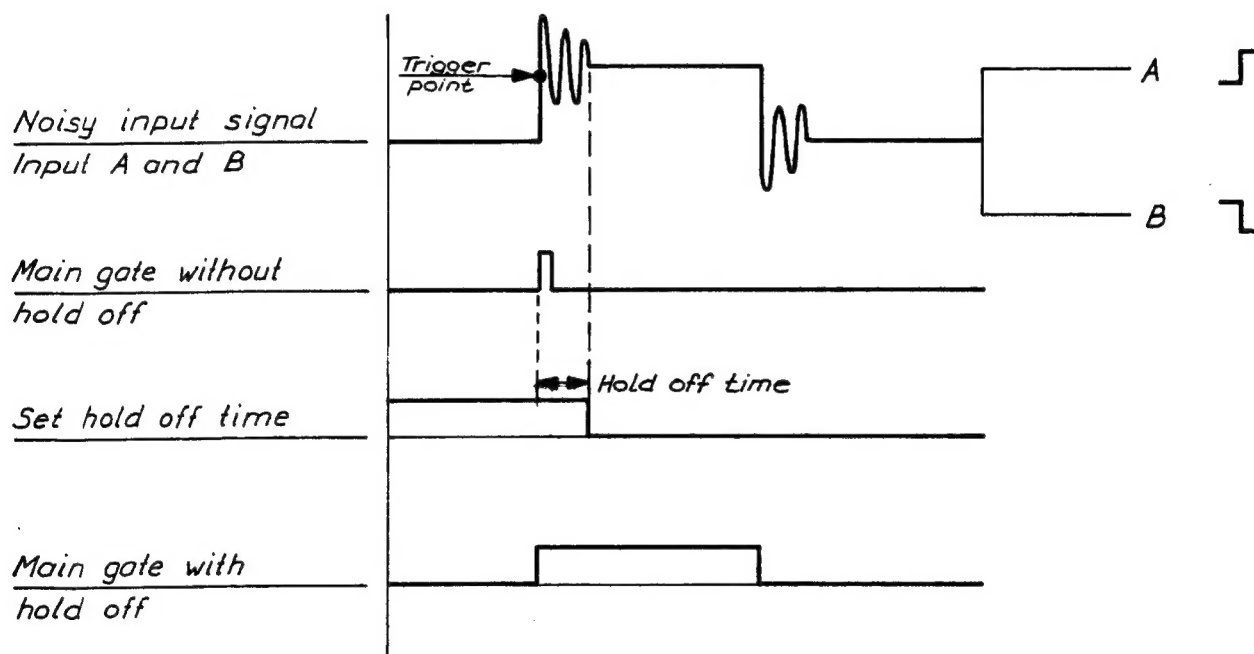 Trigger
point
A
Noisy input signal
Input A and B
B
Main gate without
hold off
Hold off time
Set hold off time
Main gate with
hold off